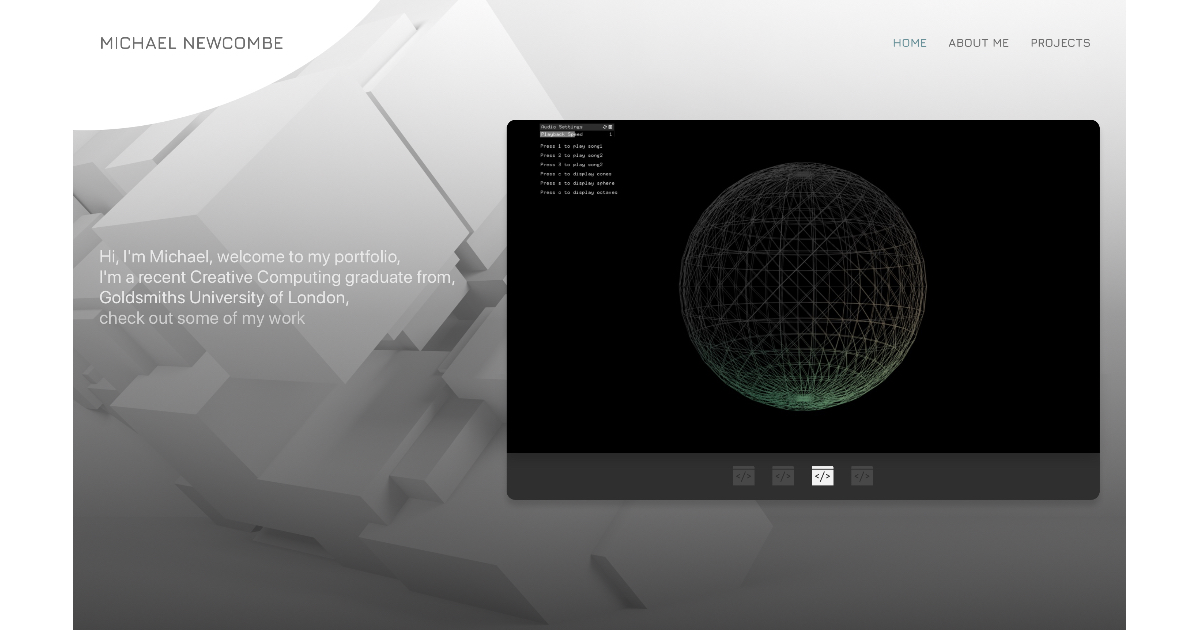 MICHAEL NEWCOMBE
HOME ABOUT ME PROJECTS
Hi, I'm Michael, welcome to my portfolio,
I'm a recent Creative Computing graduate from,
Goldsmiths University of London,
check out some of my work
Audio Settings
Playback Speed 1
Press 1 to play song1
Press 2 to play song2
Press 3 to play song2
Press c to display cones
Press s to display sphere
Press o to display octaves
</> </> </> </>